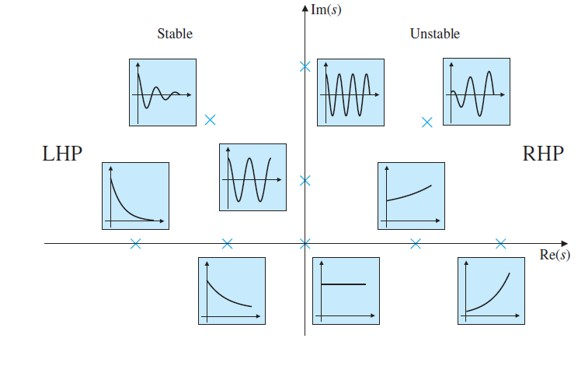 Im(s)
Stable
Unstable
LHP
RHP
Re(s)